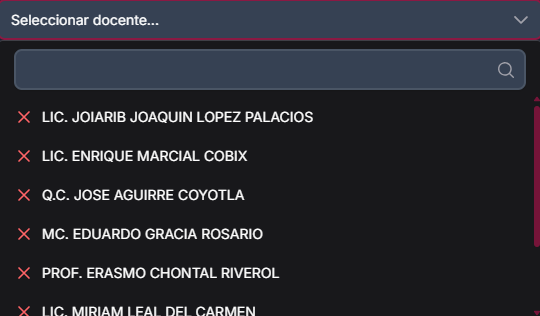 Seleccionar docente...
LIC. JOIARIB JOAQUIN LOPEZ PALACIOS
LIC. ENRIQUE MARCIAL COBIX
Q.C. JOSE AGUIRRE COYOTLA
MC. EDUARDO GRACIA ROSARIO
PROF. ERASMO CHONTAL RIVEROL
LIC. MIRIAM LEAL DEL CARMEN